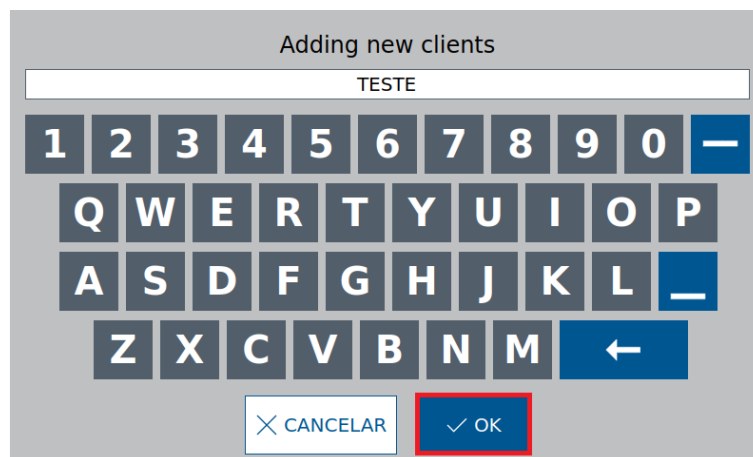 Adding new clients
TESTE
1 2 3 4 5 6 7 8 9 0 –
Q W E R T Y U I O P
A S D F G H J K L _
Z X C V B N M ←
CANCELAR OK